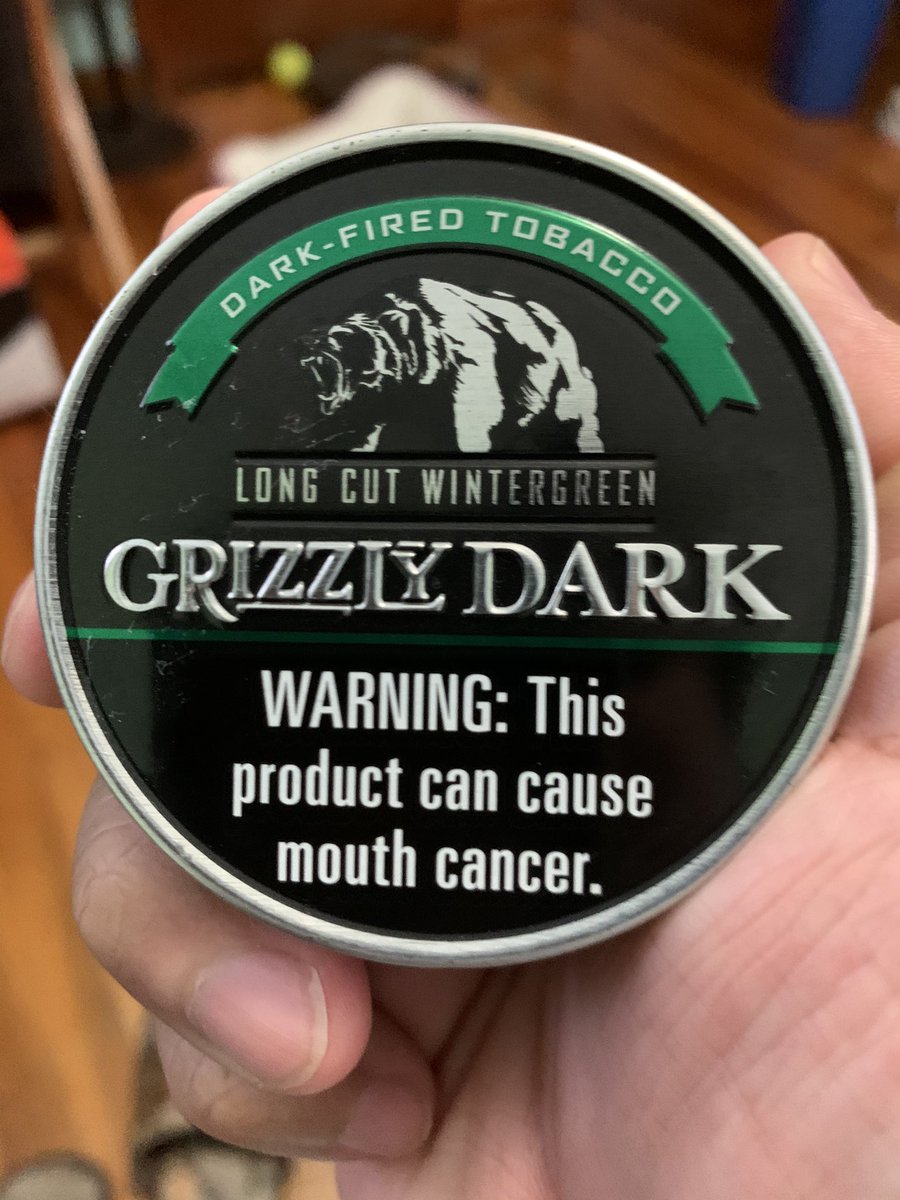 DARK-FIRED TOBACCO
LONG CUT WINTERGREEN
GRIZZLY DARK
WARNING: This
product can cause
mouth cancer.